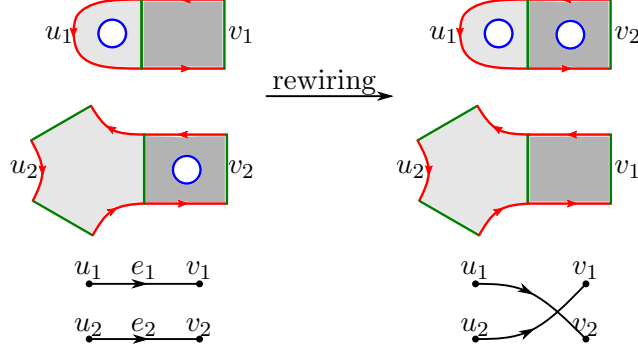 u₁ v₁ u₁ v₂
rewiring
u₂ v₂ u₂ v₁
u₁ e₁ v₁ u₁ v₁
u₂ e₂ v₂ u₂ v₂